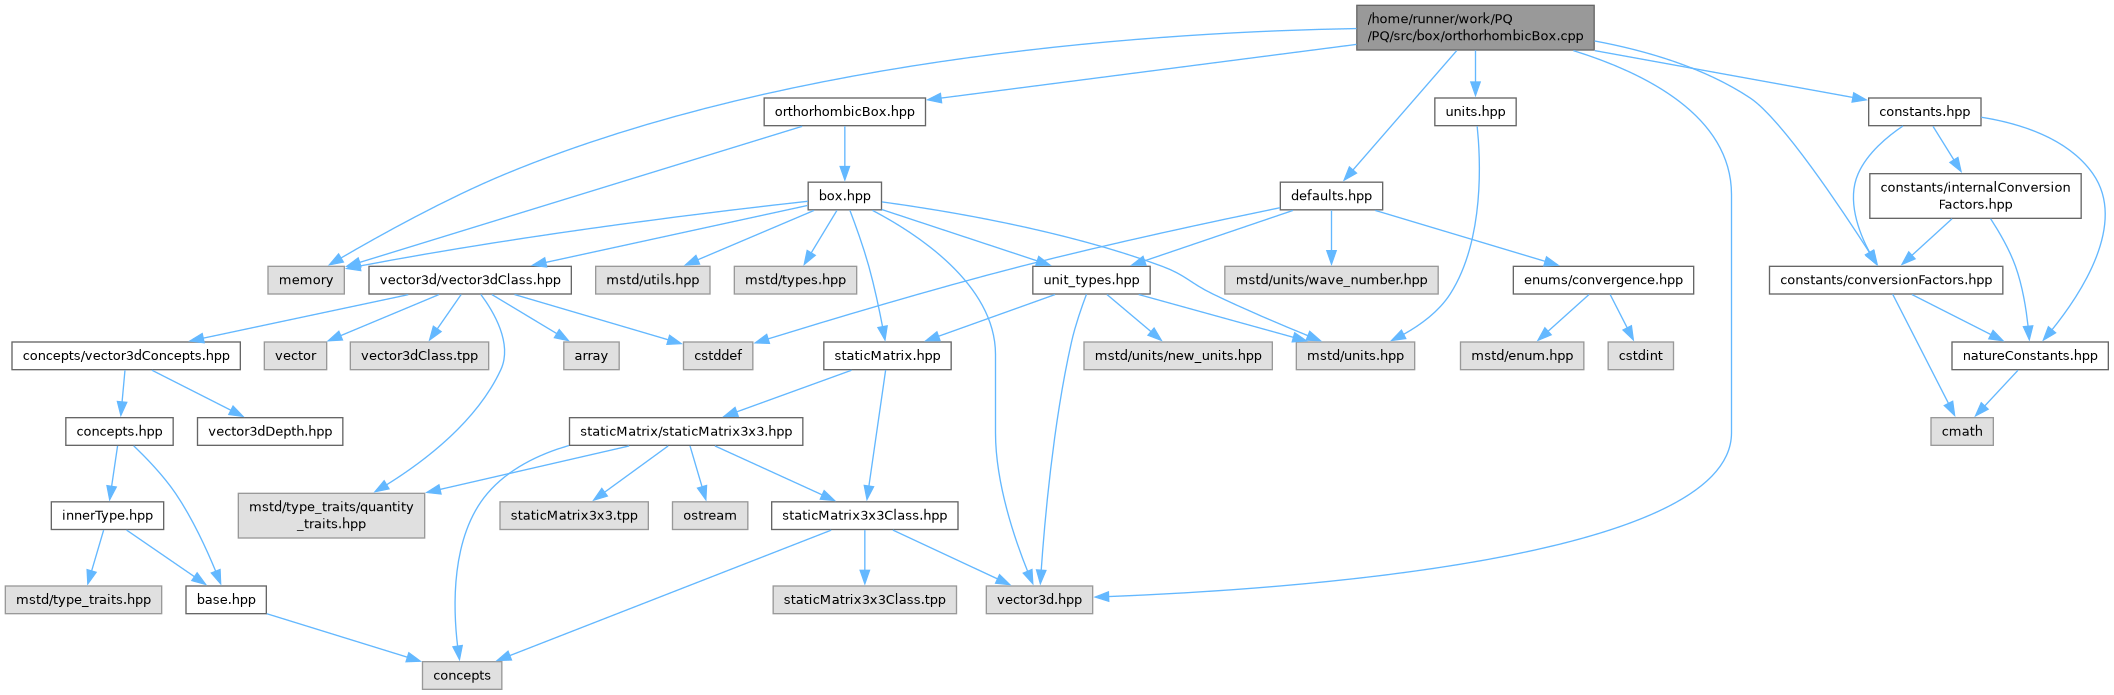 /home/runner/work/PQ
/PQ/src/box/orthorhombicBox.cpp
orthorhombicBox.hpp
units.hpp
constants.hpp
box.hpp
defaults.hpp
constants/internalConversion
Factors.hpp
memory
vector3d/vector3dClass.hpp
mstd/utils.hpp
mstd/types.hpp
unit_types.hpp
mstd/units/wave_number.hpp
enums/convergence.hpp
constants/conversionFactors.hpp
concepts/vector3dConcepts.hpp
vector
vector3dClass.tpp
array
cstddef
staticMatrix.hpp
mstd/units/new_units.hpp
mstd/units.hpp
mstd/enum.hpp
cstdint
natureConstants.hpp
concepts.hpp
vector3dDepth.hpp
staticMatrix/staticMatrix3x3.hpp
cmath
innerType.hpp
mstd/type_traits/quantity
_traits.hpp
staticMatrix3x3.tpp
ostream
staticMatrix3x3Class.hpp
mstd/type_traits.hpp
base.hpp
staticMatrix3x3Class.tpp
vector3d.hpp
concepts